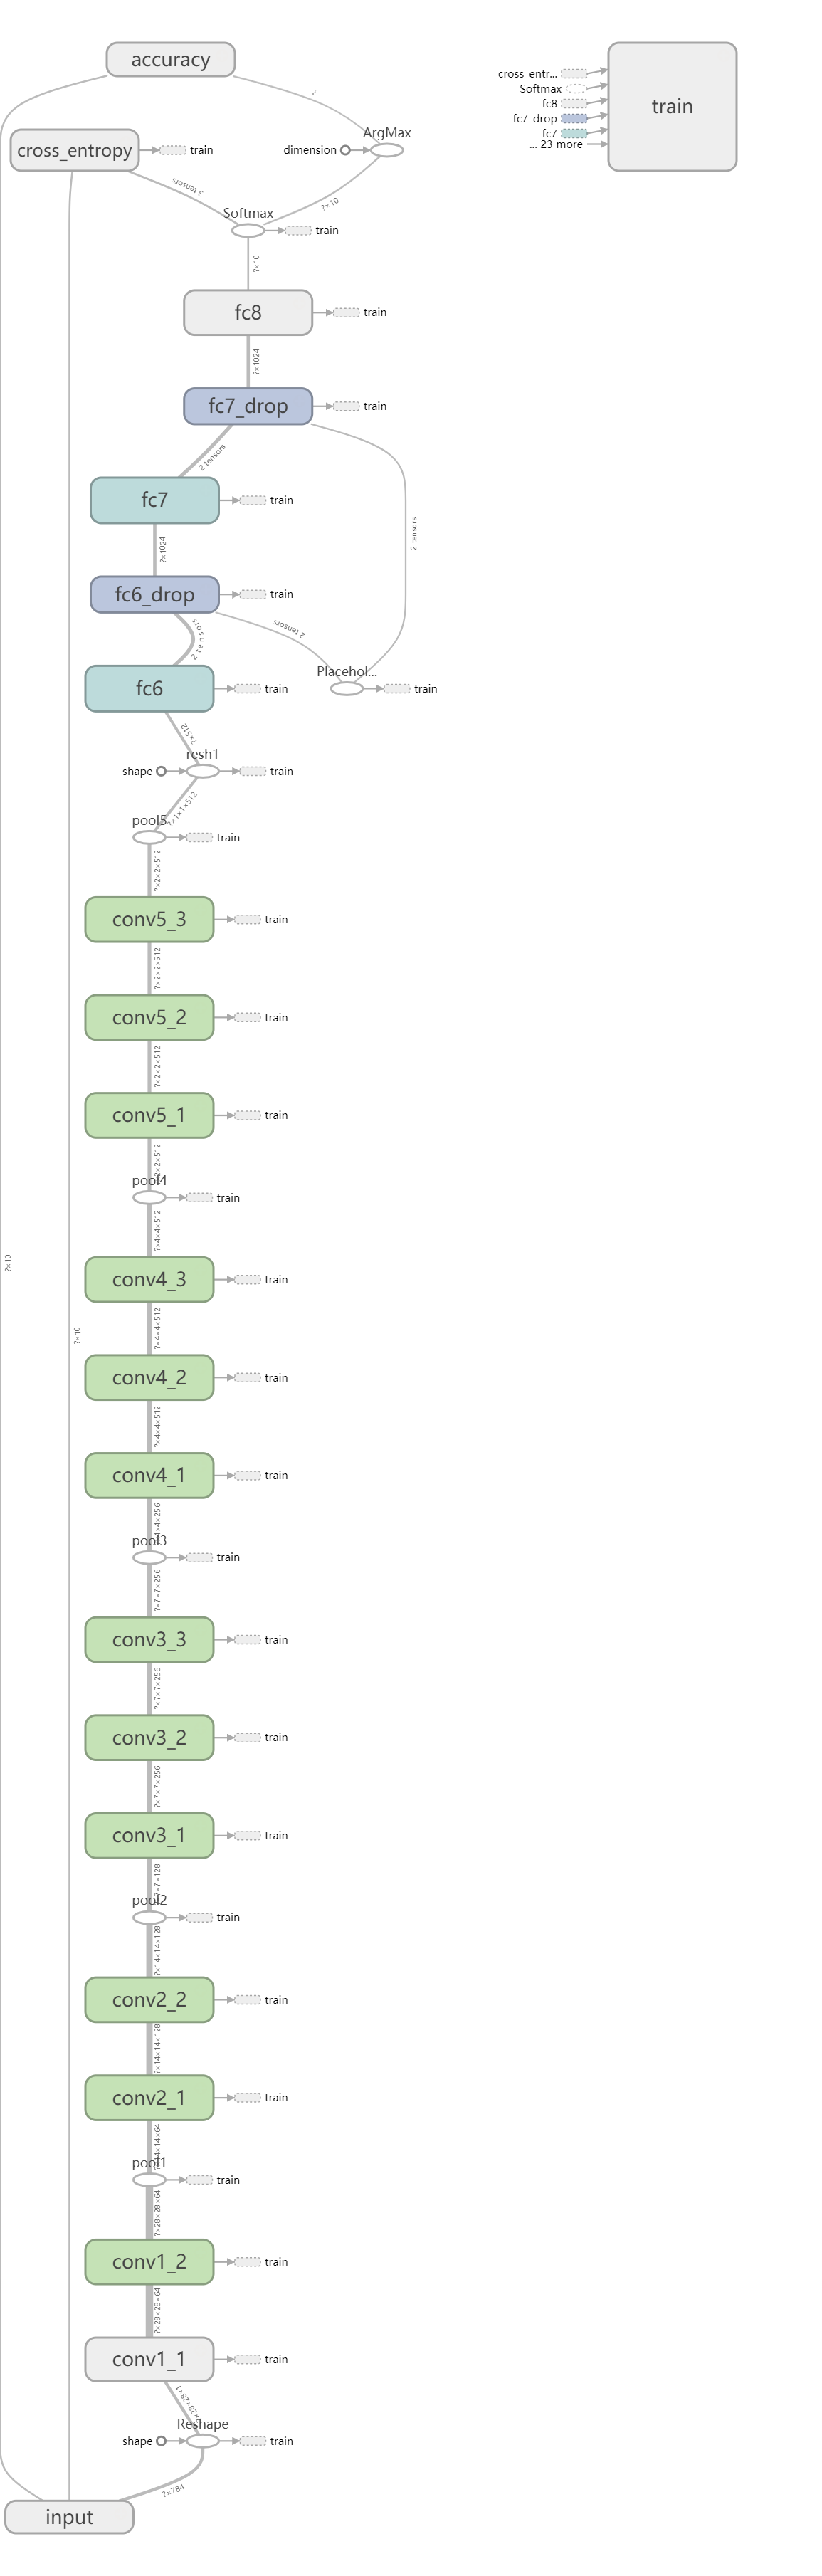 accuracy
?
cross_entr...
Softmax
fc8
fc7_drop
fc7
... 23 more
train
cross_entropy
train
dimension
ArgMax
3 tensors
?×10
Softmax
train
?×10
fc8
train
?×1024
fc7_drop
train
2 tensors
fc7
train
2 tensors
?×1024
fc6_drop
train
2 tensors
2 tensors
fc6
train
Placehol...
train
?×512
resh1
shape
train
?×1×1×512
pool5
train
?×2×2×512
conv5_3
train
?×2×2×512
conv5_2
train
?×2×2×512
conv5_1
train
×2×512
pool4
train
?×4×4×512
?×10
conv4_3
train
?×4×4×512
?×10
conv4_2
train
?×4×4×512
conv4_1
train
×4×256
pool3
train
?×7×7×256
conv3_3
train
?×7×7×256
conv3_2
train
?×7×7×256
conv3_1
train
×7×128
pool2
train
?×14×14×128
conv2_2
train
?×14×14×128
conv2_1
train
×14×64
pool1
train
?×28×28×64
conv1_2
train
?×28×28×64
conv1_1
train
×28×28×1
Reshape
shape
train
?×784
input